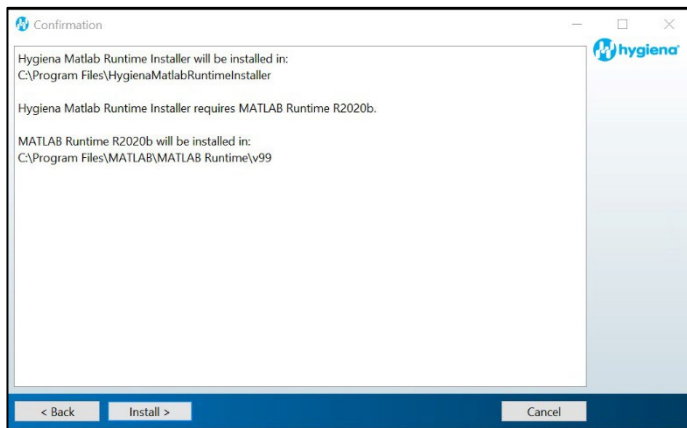 Confirmation
hygiena
Hygiena Matlab Runtime Installer will be installed in:
C:\Program Files\HygienaMatlabRuntimeInstaller
Hygiena Matlab Runtime Installer requires MATLAB Runtime R2020b.
MATLAB Runtime R2020b will be installed in:
C:\Program Files\MATLAB\MATLAB Runtime\v99
< Back Install > Cancel